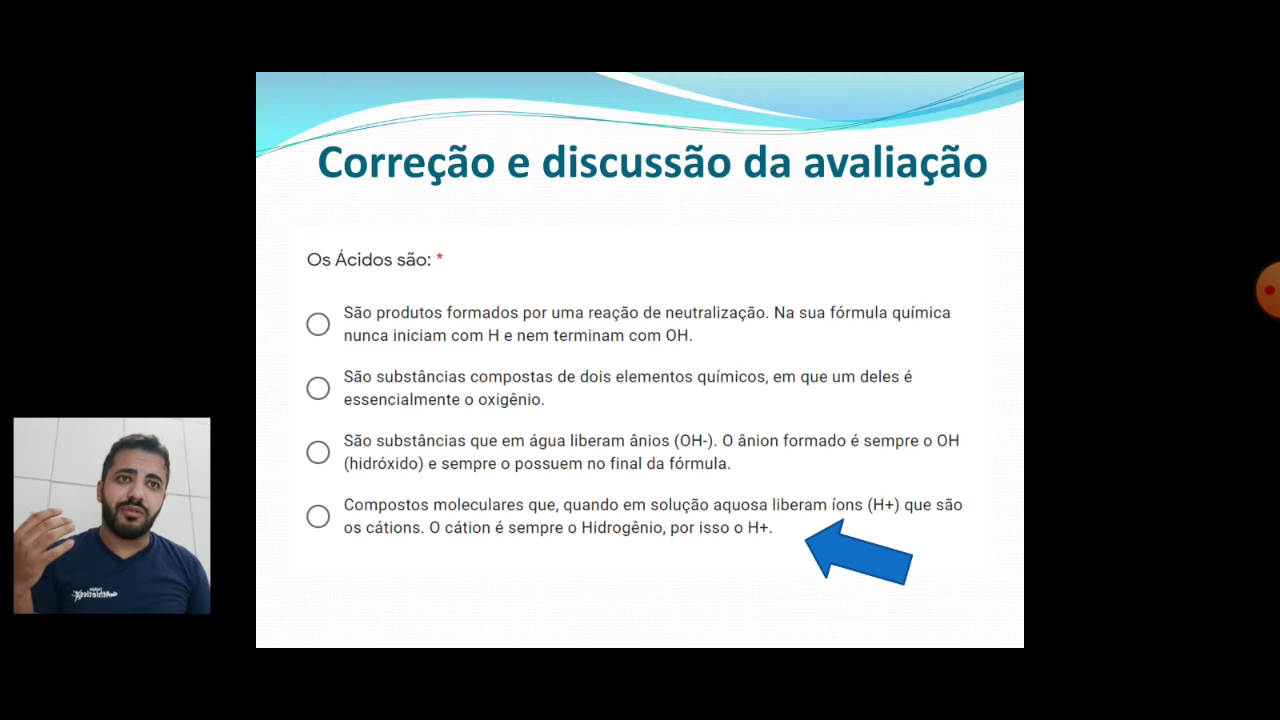 Correção e discussão da avaliação
Os Ácidos são: *
São produtos formados por uma reação de neutralização. Na sua fórmula química
nunca iniciam com H e nem terminam com OH.
São substâncias compostas de dois elementos químicos, em que um deles é
essencialmente o oxigênio.
São substâncias que em água liberam ânios (OH-). O ânion formado é sempre o OH
(hidróxido) e sempre o possuem no final da fórmula.
Compostos moleculares que, quando em solução aquosa liberam íons (H+) que são
os cátions. O cátion é sempre o Hidrogênio, por isso o H+.